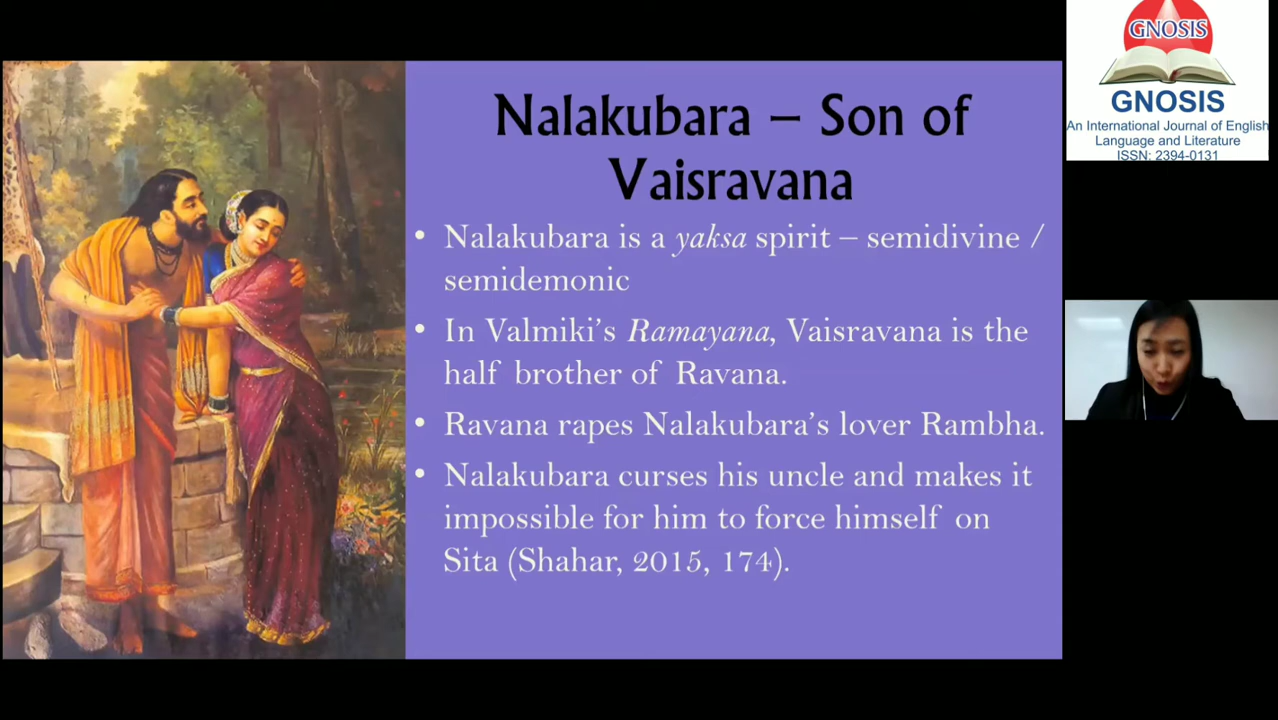 Nalakubara – Son of
Vaisravana
• Nalakubara is a yaksa spirit – semidivine /
semidemonic
• In Valmiki's Ramayana, Vaisravana is the
half brother of Ravana.
• Ravana rapes Nalakubara's lover Rambha.
• Nalakubara curses his uncle and makes it
impossible for him to force himself on
Sita (Shahar, 2015, 174).
GNOSIS
GNOSIS
An International Journal of English
Language and Literature
ISSN: 2394-0131